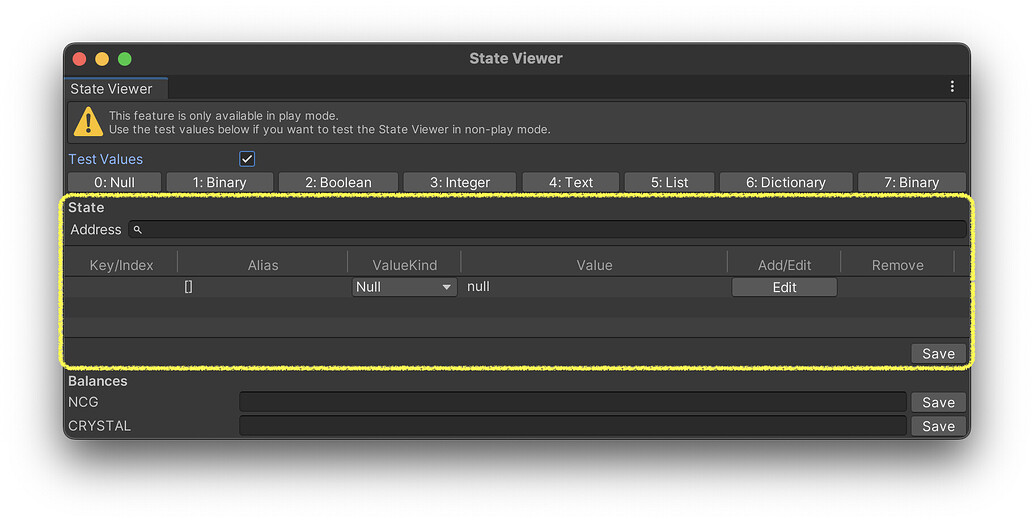 State Viewer
State Viewer
This feature is only available in play mode.
Use the test values below if you want to test the State Viewer in non-play mode.
Test Values
0: Null 1: Binary 2: Boolean 3: Integer 4: Text 5: List 6: Dictionary 7: Binary
State
Address
Key/Index Alias ValueKind Value Add/Edit Remove
[] Null null Edit
Save
Balances
NCG Save
CRYSTAL Save